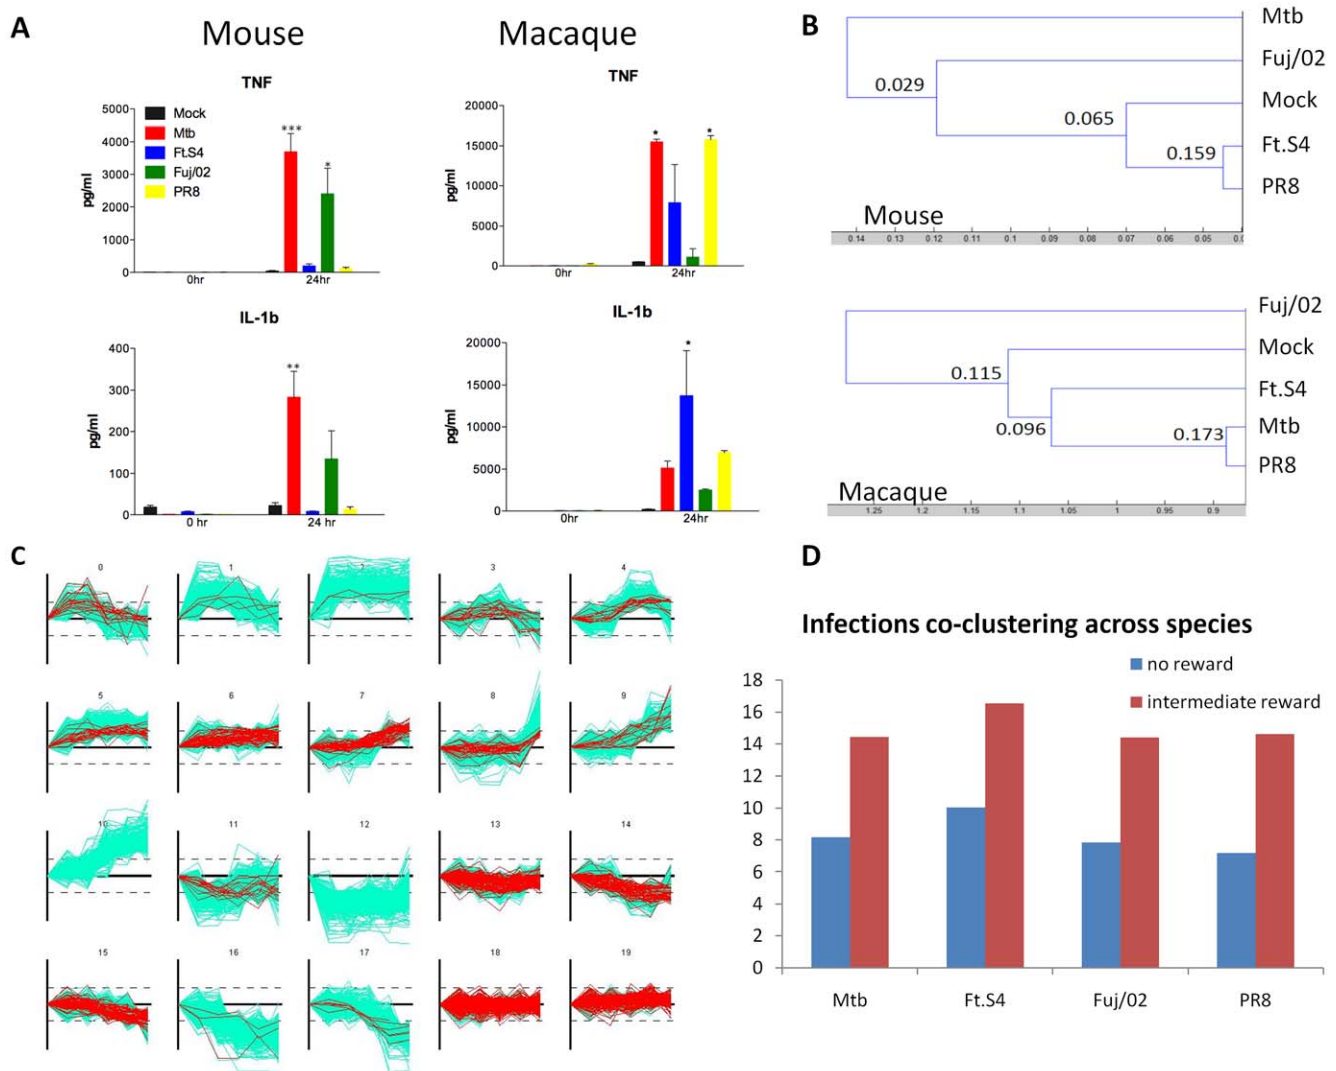 A
Mouse
Macaque
TNF
5000
4000
3000
2000
1000
0
pg/ml
Mock
Mtb
Ft.S4
Fuj/02
PR8
***
*
0hr
24hr
TNF
20000
15000
10000
5000
0
pg/ml
*
*
0hr
24hr
IL-1b
400
300
200
100
0
pg/ml
**
0 hr
24 hr
IL-1b
20000
15000
10000
5000
0
pg/ml
*
0hr
24hr
B
Mtb
Fuj/02
Mock
Ft.S4
PR8
0.029
0.065
0.159
Mouse
0.14 0.13 0.12 0.11 0.1 0.09 0.08 0.07 0.06 0.05
Fuj/02
Mock
Ft.S4
Mtb
PR8
0.115
0.096
0.173
Macaque
1.25 1.2 1.15 1.1 1.05 1 0.95 0.9
C
0 1 2 3 4
5 6 7 8 9
10 11 12 13 14
15 16 17 18 19
D
Infections co-clustering across species
no reward
intermediate reward
18
16
14
12
10
8
6
4
2
0
Mtb Ft.S4 Fuj/02 PR8